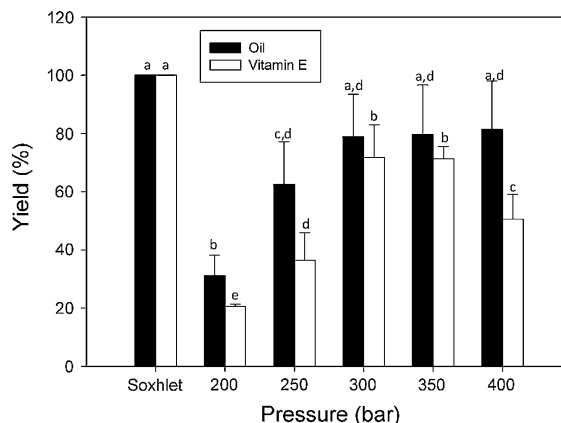 120
100
80
60
40
20
0
Yield (%)
Oil
Vitamin E
a a
b
e
c,d
d
a,d
b
a,d
b
a,d
c
Soxhlet 200 250 300 350 400
Pressure (bar)